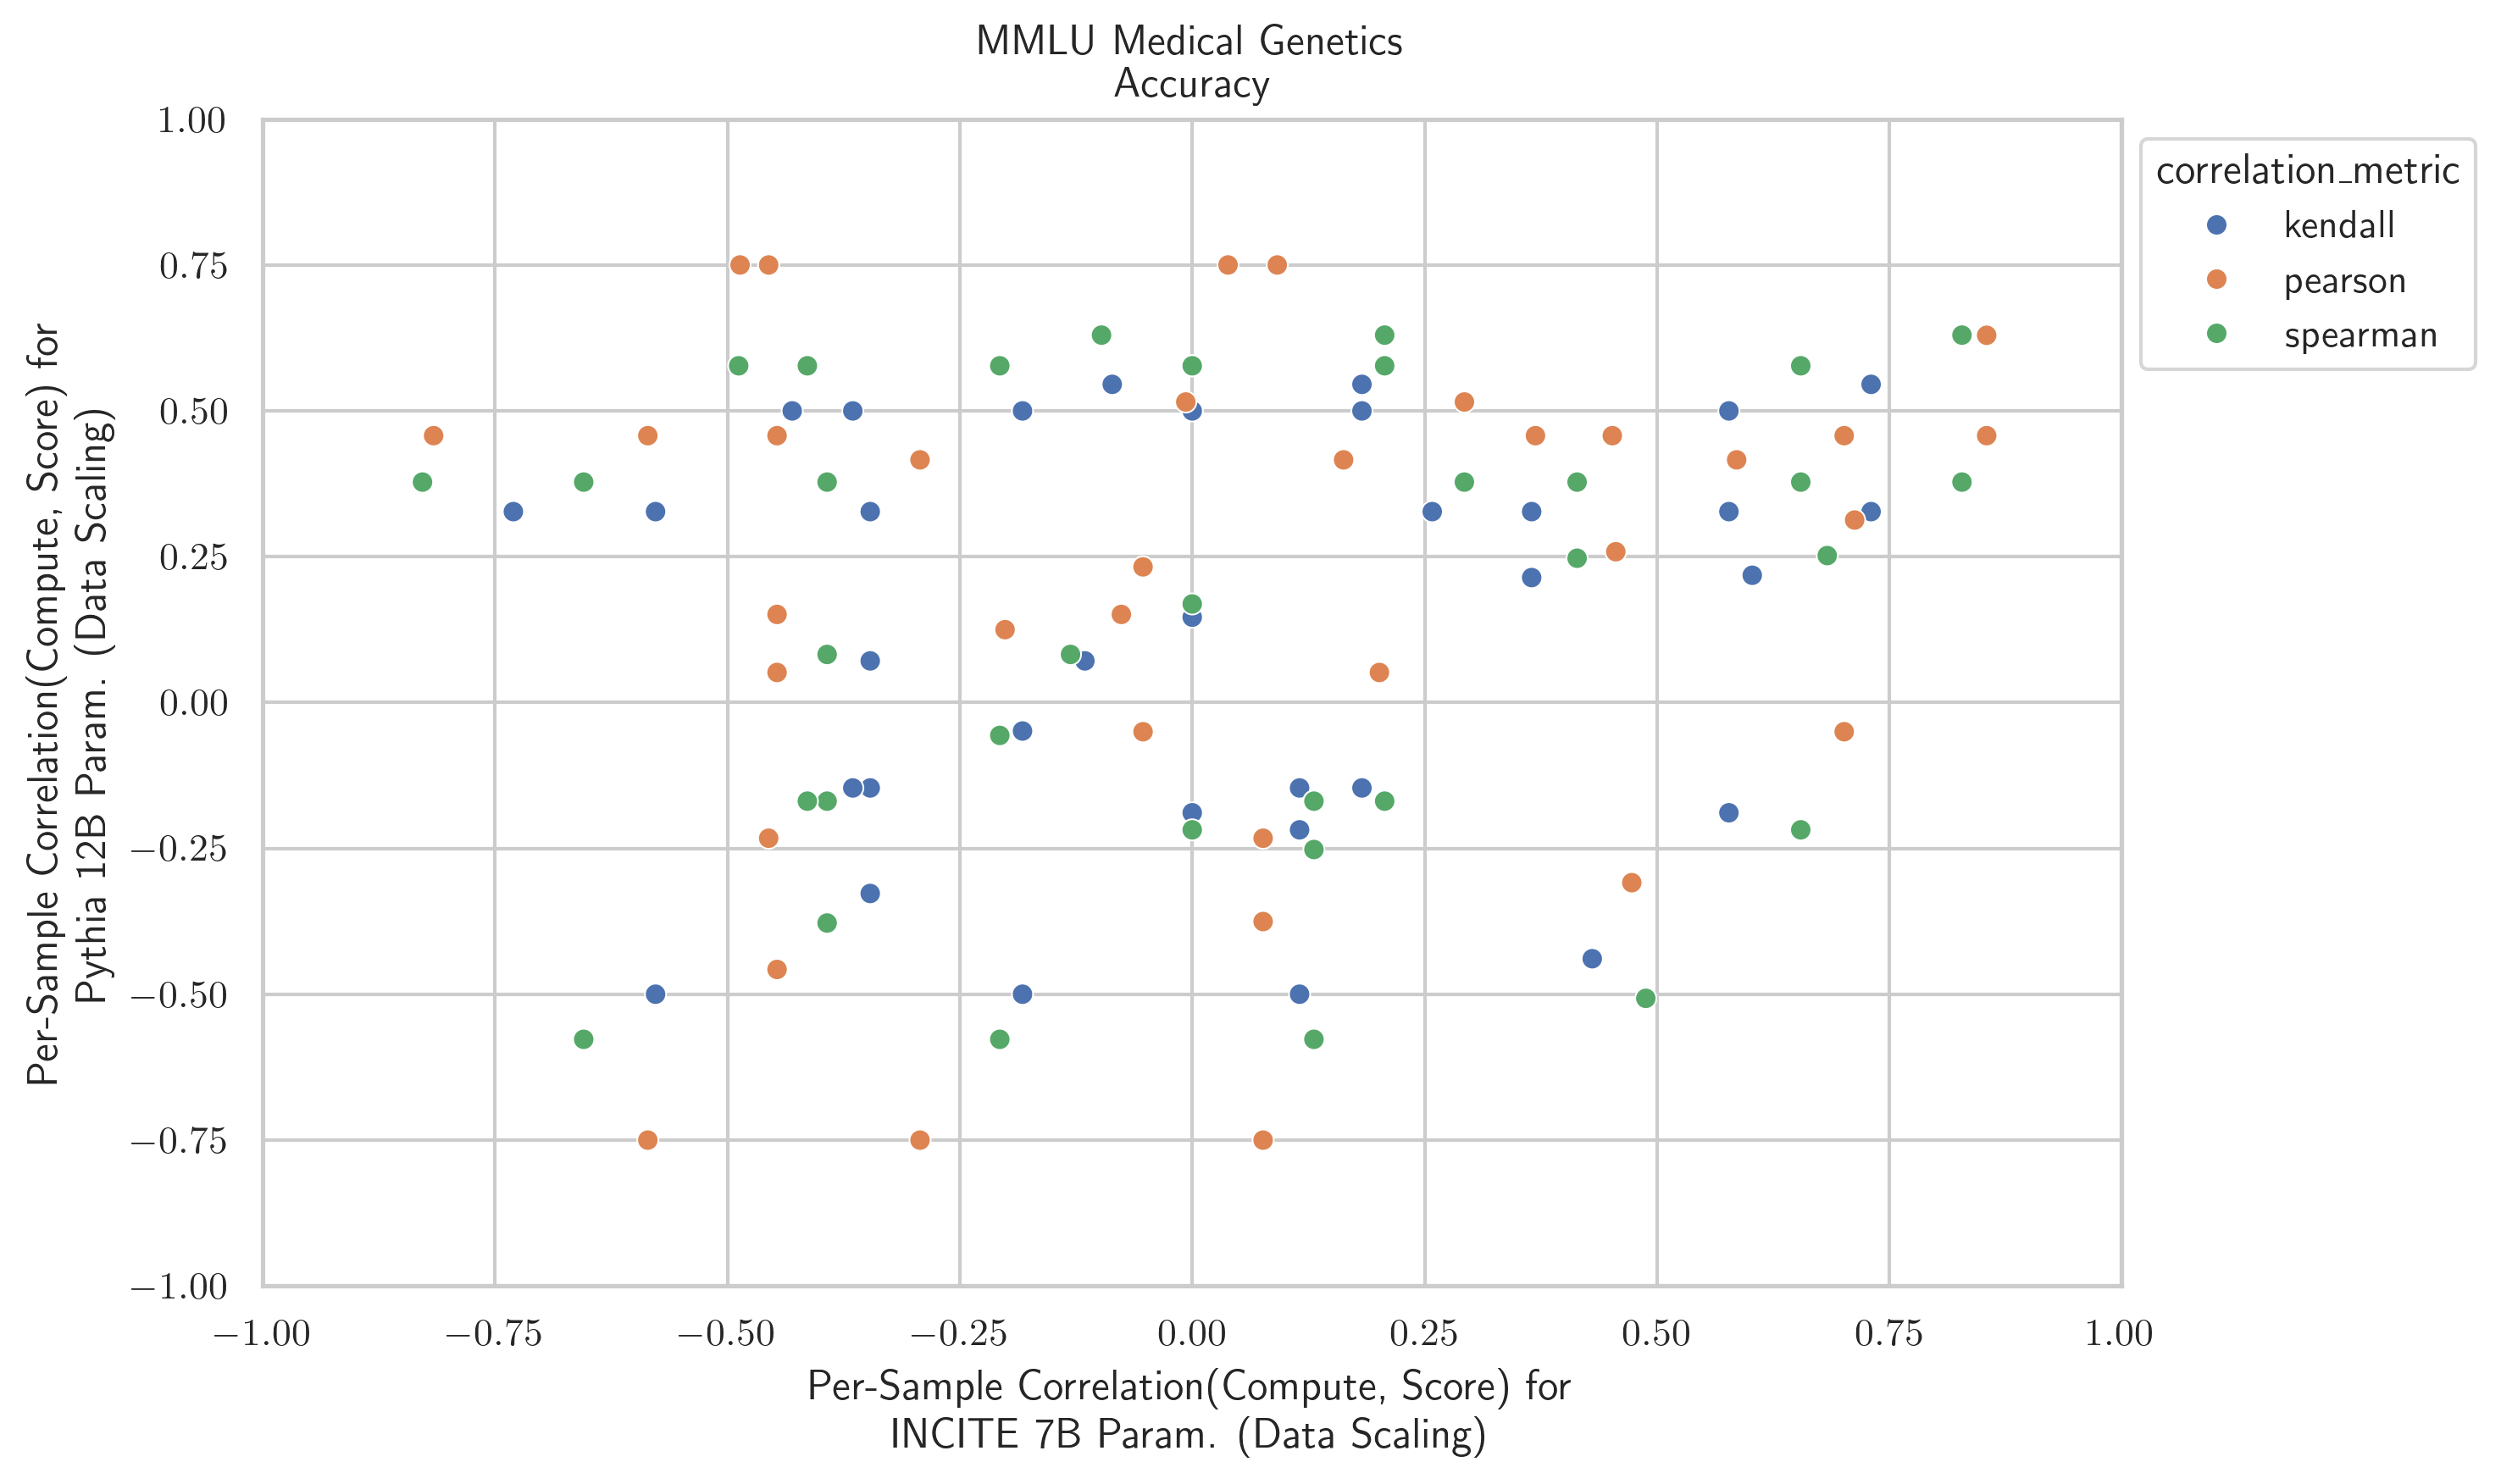 MMLU Medical Genetics
Accuracy
1.00
0.75
0.50
0.25
0.00
−0.25
−0.50
−0.75
−1.00
Per-Sample Correlation(Compute, Score) for
Pythia 12B Param. (Data Scaling)
correlation_metric
kendall
pearson
spearman
−1.00 −0.75 −0.50 −0.25 0.00 0.25 0.50 0.75 1.00
Per-Sample Correlation(Compute, Score) for
INCITE 7B Param. (Data Scaling)